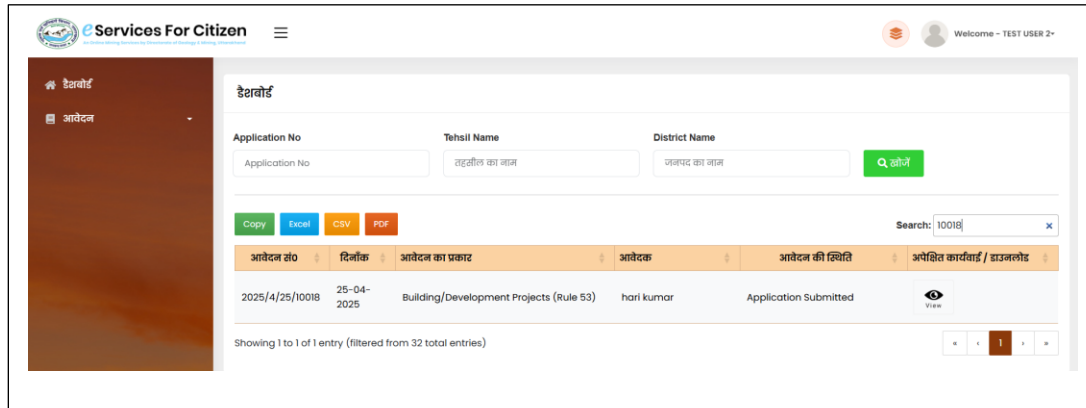 eServices For Citizen
Welcome - TEST USER 2
डैशबोर्ड
आवेदन
डैशबोर्ड
Application No Tehsil Name District Name
Application No तहसील का नाम जनपद का नाम खोजें
Copy Excel CSV PDF Search: 10018 ×
आवेदन सं० दिनाँक आवेदन का प्रकार आवेदक आवेदन की स्थिति अपेक्षित कार्यवाई / डाउनलोड
2025/4/25/10018 25-04-2025 Building/Development Projects (Rule 53) hari kumar Application Submitted View
Showing 1 to 1 of 1 entry (filtered from 32 total entries) « ‹ 1 › »